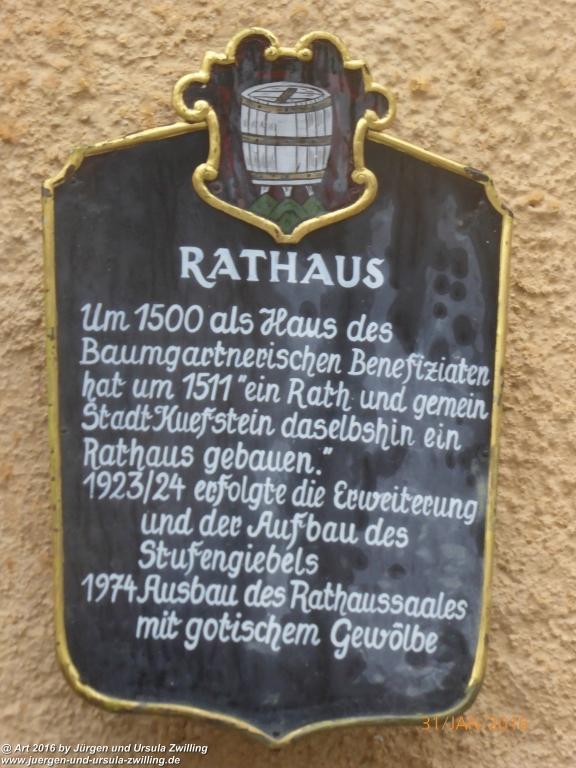 RATHAUS
Um 1500 als Haus des
Baumgartnerischen Benefiziaten
hat um 1511 "ein Rath und gemein
Stadt Kuefstein daselbshin ein
Rathaus gebauen."
1923/24 erfolgte die Erweiterung
und der Aufbau des
Stufengiebels
1974 Ausbau des Rathaussaales
mit gotischem Gewölbe
31/JAN 2016
@ Art 2016 by Jürgen und Ursula Zwilling
www.juergen-und-ursula-zwilling.de